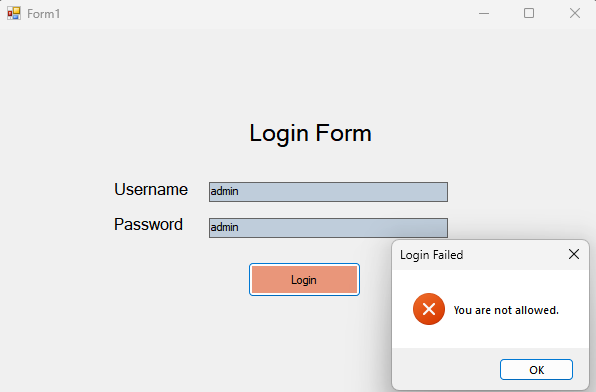 Form1
Login Form
Username admin
Password admin
Login
Login Failed
You are not allowed.
OK